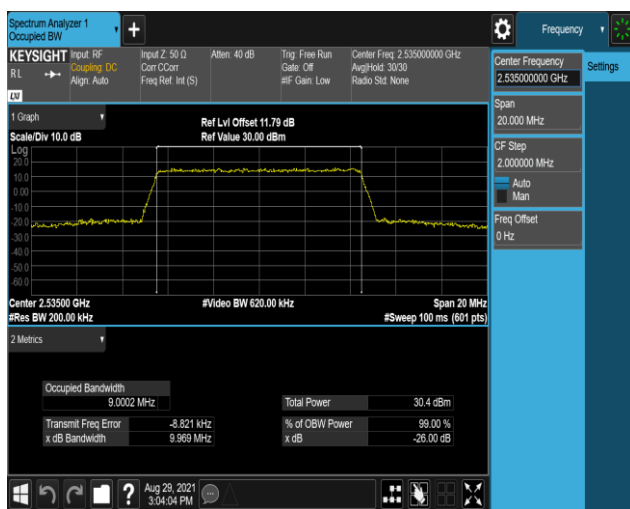 Spectrum Analyzer 1
Occupied BW
+
Frequency
KEYSIGHT
RL
LXI
Input: RF
Coupling: DC
Align: Auto
Input Z: 50 Ω
Corr CCorr
Freq Ref: Int (S)
Atten: 40 dB
Trig: Free Run
Gate: Off
#IF Gain: Low
Center Freq: 2.535000000 GHz
Avg|Hold: 30/30
Radio Std: None
Center Frequency
2.535000000 GHz
Settings
Span
20.000 MHz
CF Step
2.000000 MHz
Auto
Man
Freq Offset
0 Hz
1 Graph
Scale/Div 10.0 dB
Ref Lvl Offset 11.79 dB
Ref Value 30.00 dBm
Log
20.0
10.0
0.00
-10.0
-20.0
-30.0
-40.0
-50.0
-60.0
Center 2.53500 GHz
#Video BW 620.00 kHz
Span 20 MHz
#Res BW 200.00 kHz
#Sweep 100 ms (601 pts)
2 Metrics
Occupied Bandwidth
9.0002 MHz
Total Power 30.4 dBm
Transmit Freq Error -8.821 kHz
% of OBW Power 99.00 %
x dB Bandwidth 9.969 MHz
x dB -26.00 dB
?
Aug 29, 2021
3:04:04 PM